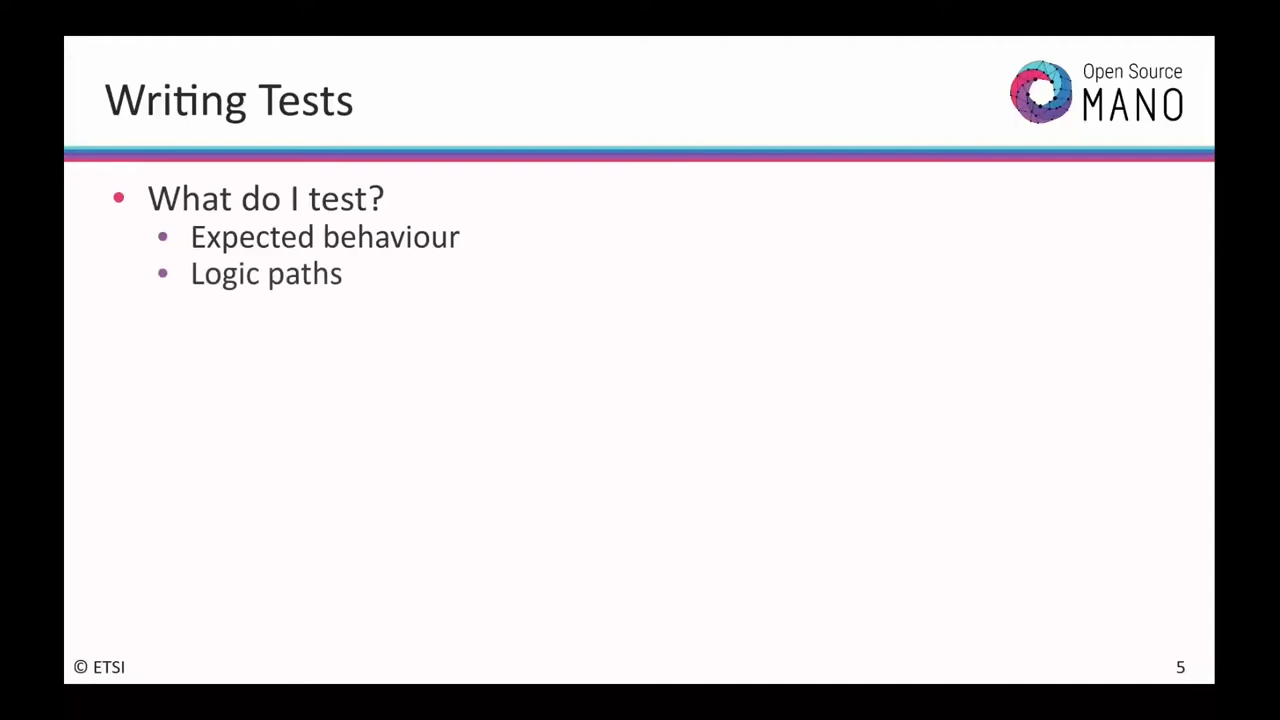 Writing Tests
Open Source
MANO
• What do I test?
• Expected behaviour
• Logic paths
© ETSI
5